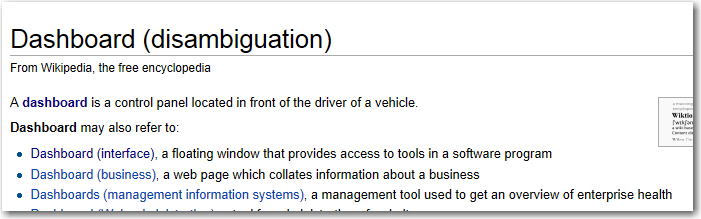 Dashboard (disambiguation)
From Wikipedia, the free encyclopedia
A dashboard is a control panel located in front of the driver of a vehicle.
Dashboard may also refer to:
Dashboard (interface), a floating window that provides access to tools in a software program
Dashboard (business), a web page which collates information about a business
Dashboards (management information systems), a management tool used to get an overview of enterprise health